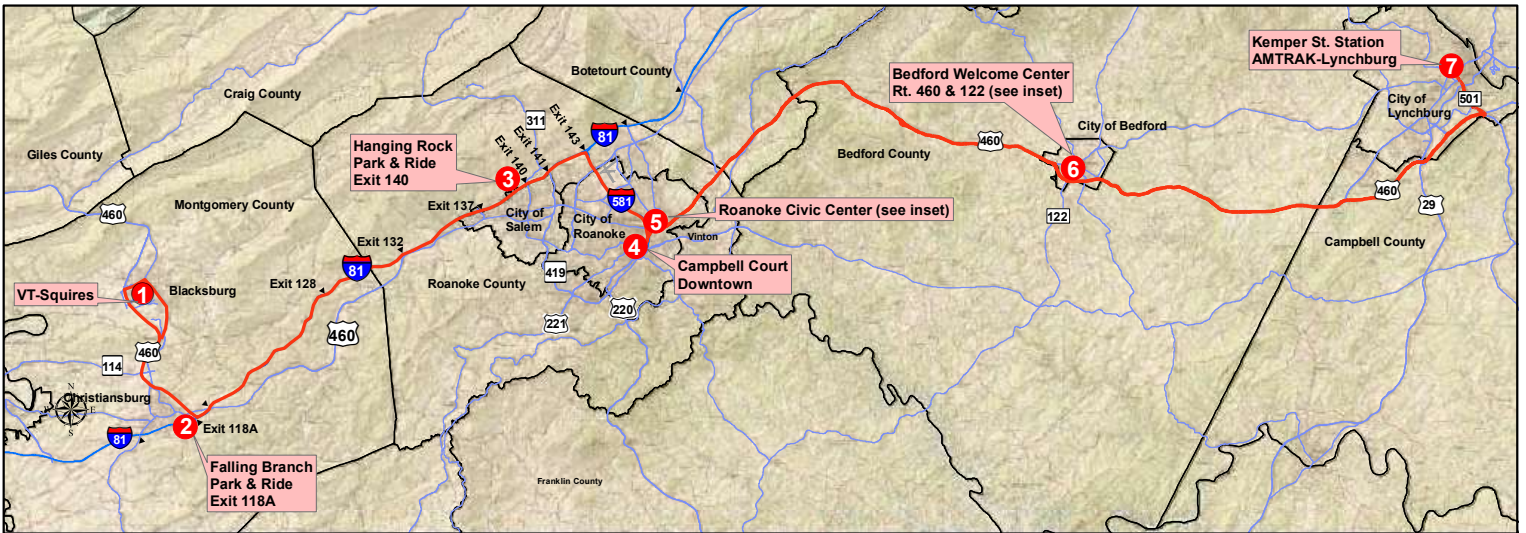 Craig County
Botetourt County
Giles County
Montgomery County
Bedford County
City of Bedford
City of
Lynchburg
Campbell County
Roanoke County
Franklin County
City of
Salem
City of
Roanoke
Vinton
Blacksburg
Christiansburg
VT-Squires
1
Falling Branch
Park & Ride
Exit 118A
2
Hanging Rock
Park & Ride
Exit 140
3
Campbell Court
Downtown
4
Roanoke Civic Center (see inset)
5
Bedford Welcome Center
Rt. 460 & 122 (see inset)
6
Kemper St. Station
AMTRAK-Lynchburg
7
Exit 118A
Exit 128
Exit 132
Exit 137
Exit 140
Exit 141
Exit 143
460
460
114
81
81
460
311
81
581
419
221
220
460
122
460
29
501
N
E
S